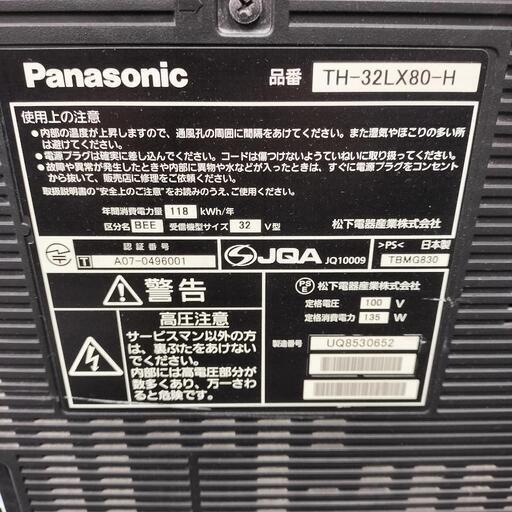 Panasonic 品番 TH-32LX80-H
使用上の注意
●内部の温度が上昇しますので、通風孔の周囲に間隔をあけてください。また湿気やほこりの多い所
は避けてください。
●電源プラグは確実に差し込んでください。コードは傷つけないようていねいに取り扱ってください。
●故障や異常が発生したときや内部に異物や水などが入ったときは、すぐに電源プラグをコンセント
から抜いて、販売店に修理をご依頼ください。
取扱説明書の"安全上のご注意"をお読みのうえ、ご使用ください。
年間消費電力量 118 kWh/年
区分名 BEE 受信機型サイズ 32 V型 松下電器産業株式会社
認証番号
T A07-0496001
JQA JQ10009
>PS< 日本製
TBMG830
警告
高圧注意
サービスマン以外の方
は、裏ぶたをあけないで
ください。
内部には高電圧部分が
数多くあり、万一さわる
と危険です。
PSE 松下電器産業株式会社
定格電圧 100 V
定格消費電力 135 W
製造番号 UQ8530652